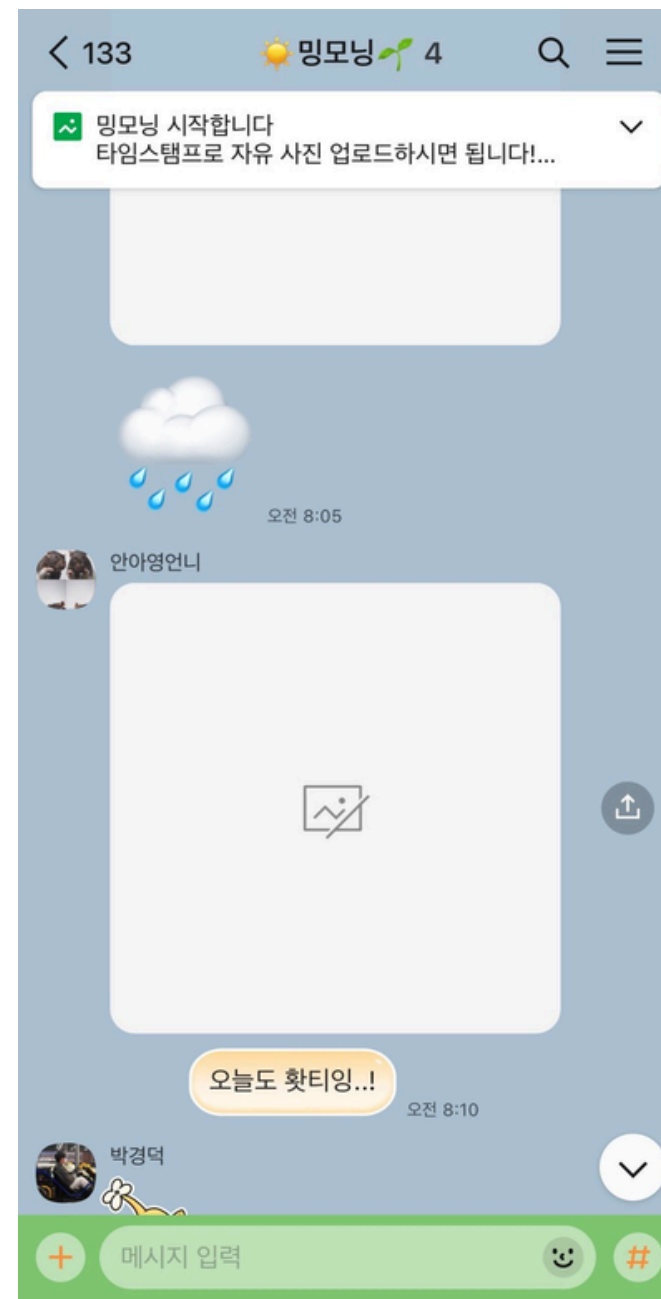 133
밍모닝 4
밍모닝 시작합니다
타임스탬프로 자유 사진 업로드하시면 됩니다!...
오전 8:05
안아영언니
오늘도 홧티잉..!
오전 8:10
박경덕
메시지 입력
#